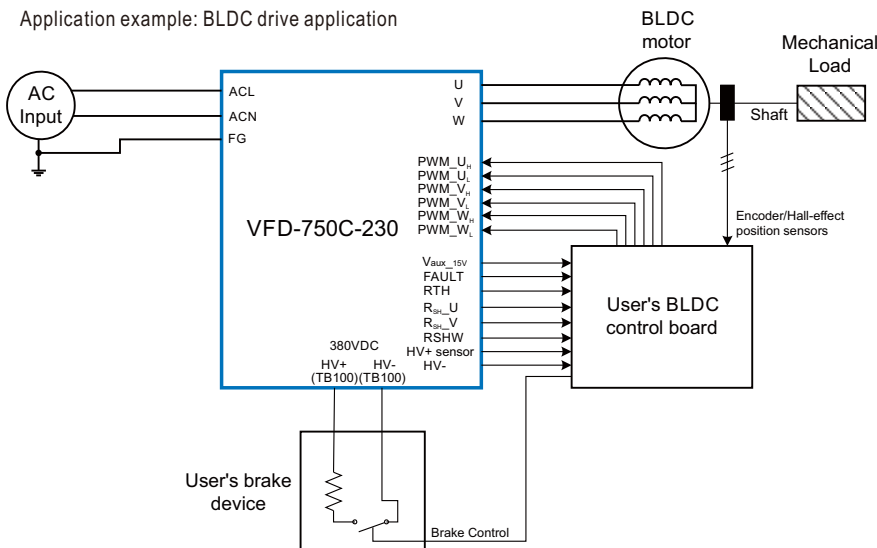 Application example: BLDC drive application
BLDC
motor
Mechanical
Load
AC
Input
ACL
ACN
FG
U
V
W
Shaft
PWM_UH
PWM_UL
PWM_VH
PWM_VL
PWM_WH
PWM_WL
Encoder/Hall-effect
position sensors
VFD-750C-230
Vaux_15V
FAULT
RTH
RSH_U
RSH_V
RSHW
HV+ sensor
HV-
User's BLDC
control board
380VDC
HV+ HV-
(TB100)(TB100)
User's brake
device
Brake Control